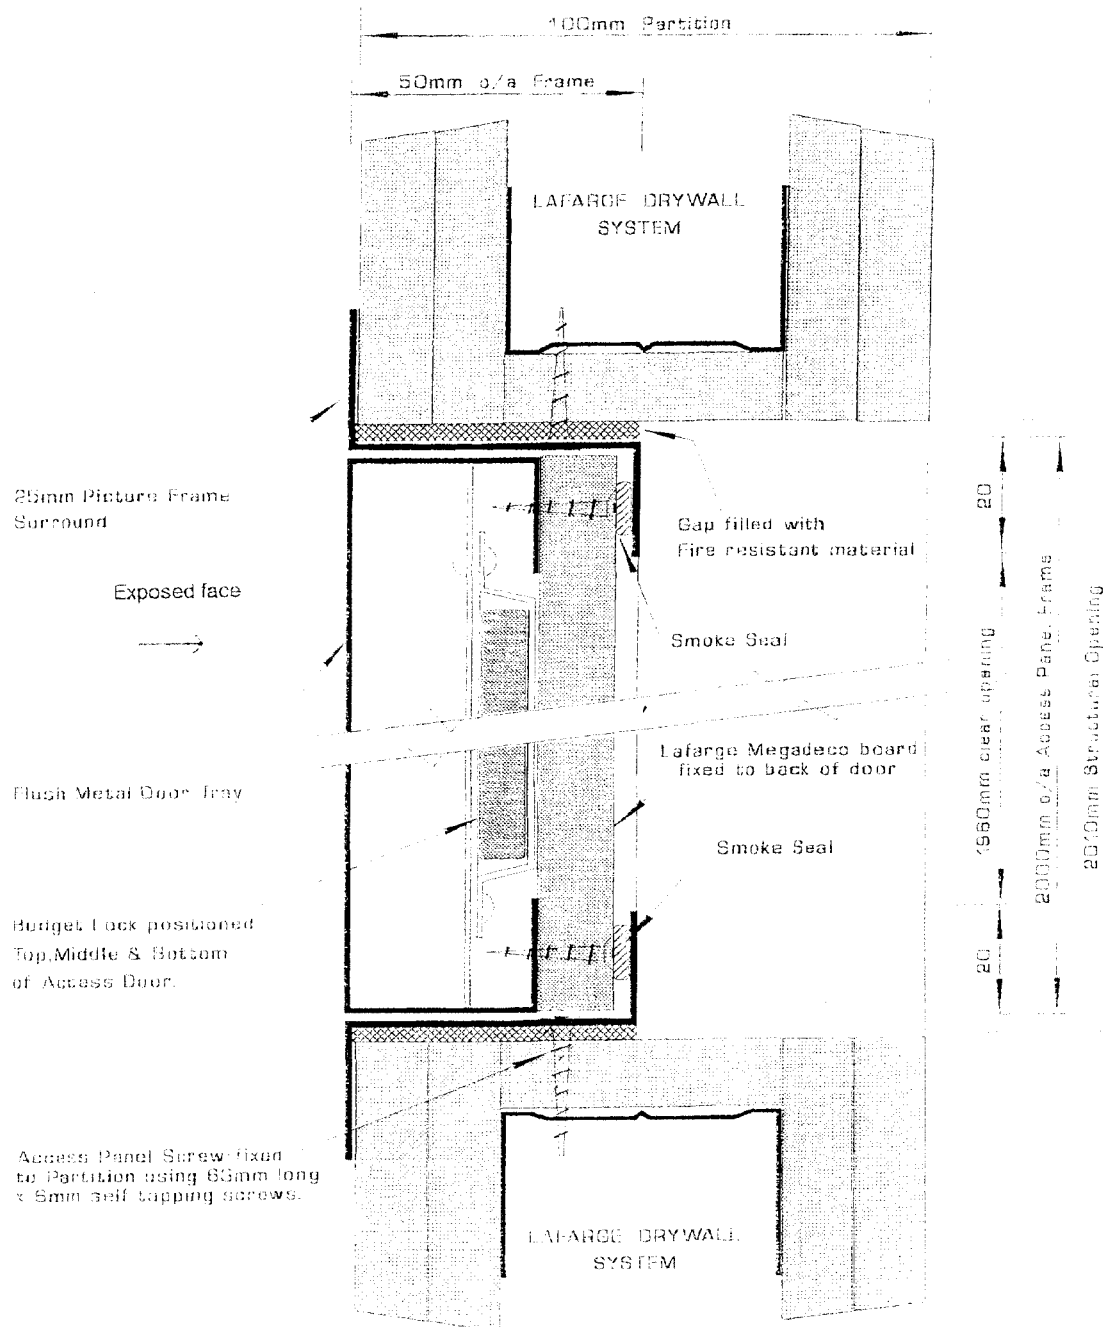 100mm Partition
50mm o/a Frame
LAFARGE DRYWALL
SYSTEM
25mm Picture Frame
Surround
Gap filled with
Fire resistant material
Exposed face
Smoke Seal
Lafarge Megadeco board
fixed to back of door
Flush Metal Door Tray
Smoke Seal
Budget Lock positioned
Top,Middle & Bottom
of Access Door.
Access Panel Screw fixed
to Partition using 63mm long
x 5mm self tapping screws.
LAFARGE DRYWALL
SYSTEM
20
1960mm clear opening
20
2000mm o/a Access Panel Frame
2010mm Structural Opening